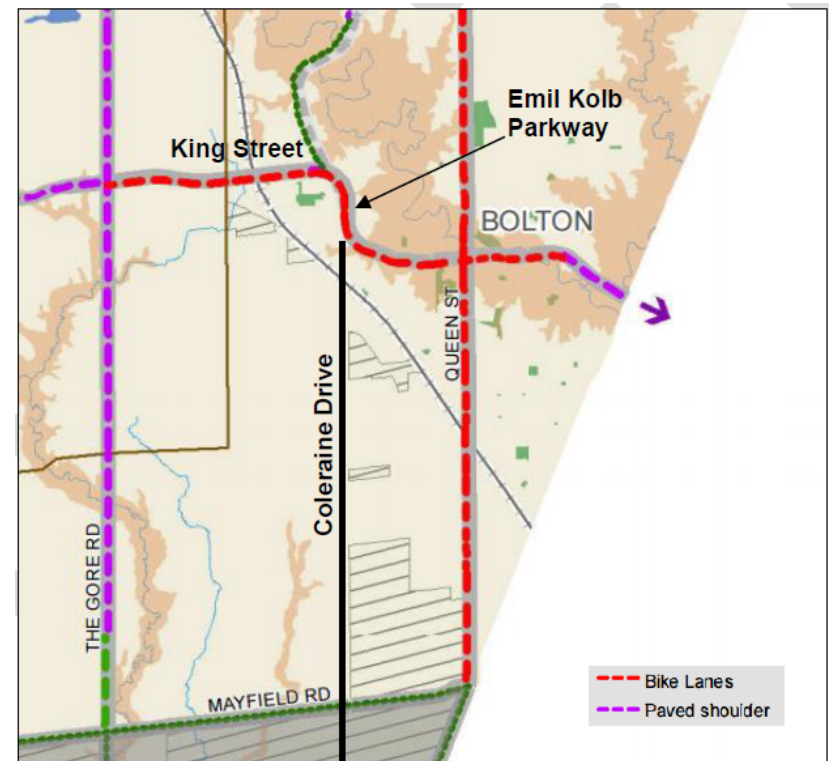 Emil Kolb
Parkway
King Street
BOLTON
QUEEN ST
Coleraine Drive
THE GORE RD
MAYFIELD RD
Bike Lanes
Paved shoulder